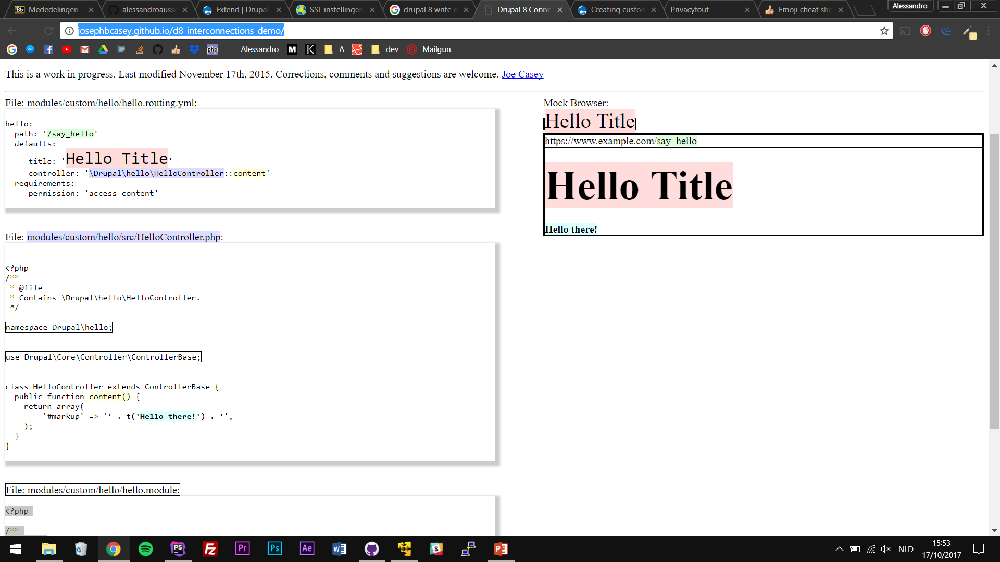 Mededelingen
alessandroauss
Extend | Drupal
SSL instellingen
drupal 8 write c
Drupal 8 Conne
Creating custom
Privacyfout
Emoji cheat she
Alessandro
josephbcasey.github.io/d8-interconnections-demo/
Alessandro
A
dev
Mailgun
This is a work in progress. Last modified November 17th, 2015. Corrections, comments and suggestions are welcome. Joe Casey
File: modules/custom/hello/hello.routing.yml:
hello:
path: '/say_hello'
defaults:
_title: 'Hello Title'
_controller: '\Drupal\hello\HelloController::content'
requirements:
_permission: 'access content'
Mock Browser:
Hello Title
https://www.example.com/say_hello
Hello Title
Hello there!
File: modules/custom/hello/src/HelloController.php:
<?php
/**
* @file
* Contains \Drupal\hello\HelloController.
*/
namespace Drupal\hello;
use Drupal\Core\Controller\ControllerBase;
class HelloController extends ControllerBase {
public function content() {
return array(
'#markup' => '' . t('Hello there!') . '',
);
}
}
File: modules/custom/hello/hello.module:
<?php
/**
NLD
15:53
17/10/2017